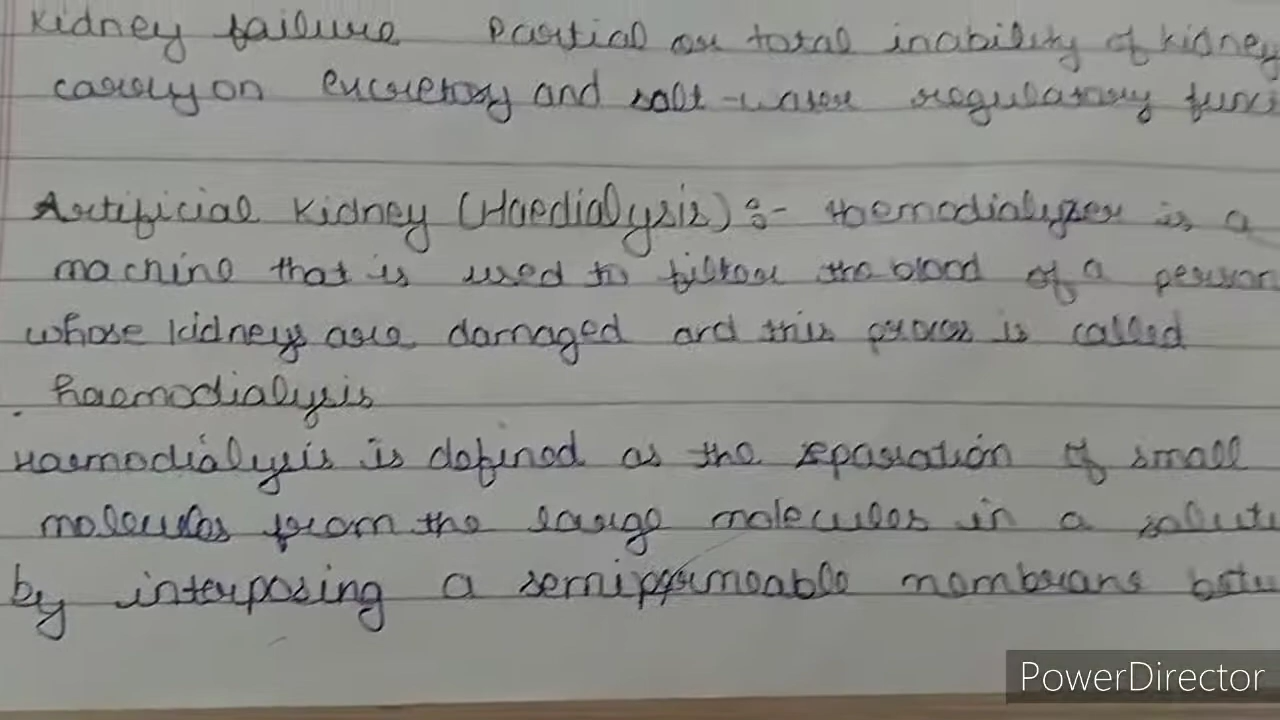 Kidney failure Partial or total inability of kidney
carry on excretory and salt-water regulatory func
Artificial Kidney (Haedialysis) :- Haemodialyzer is a
machine that is used to filter the blood of a person
whose kidneys are damaged and this process is called
haemodialysis
Haemodialysis is defined as the separation of small
molecules from the large molecules in a solut
by interposing a semipermeable membrane betw
PowerDirector